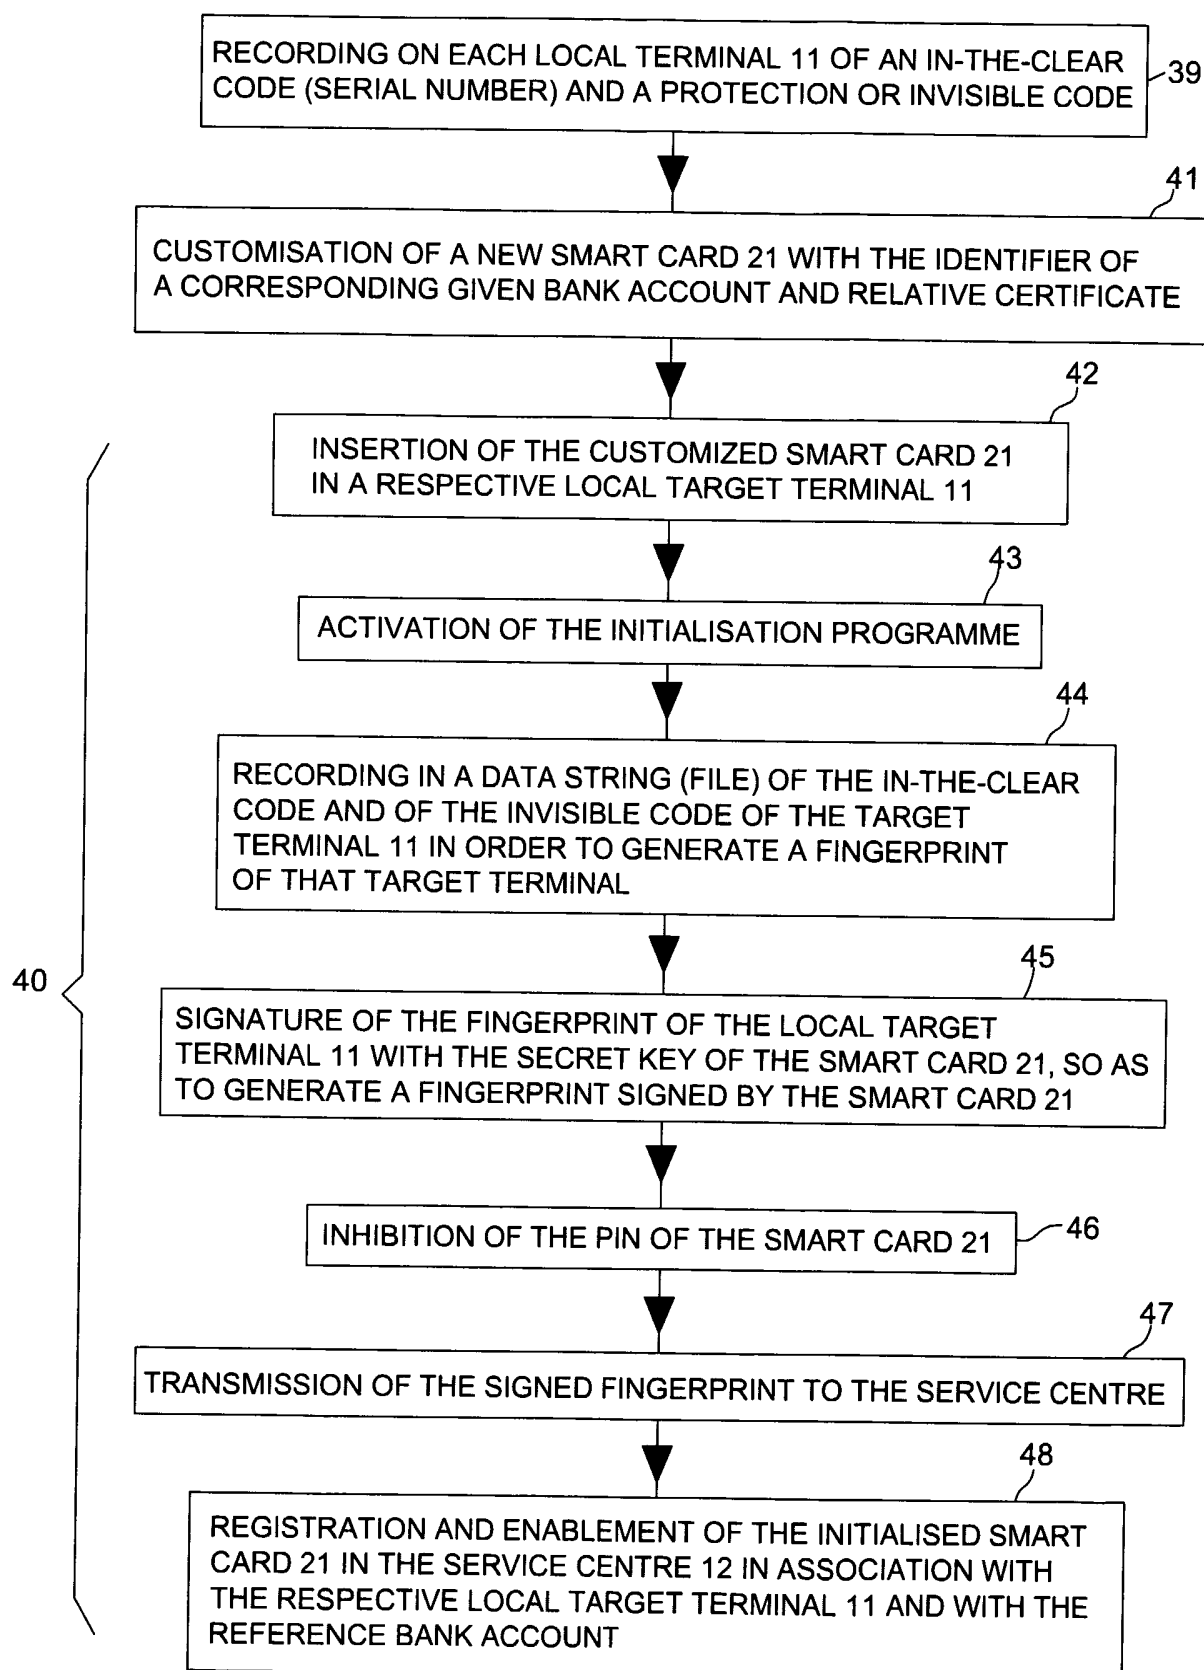 RECORDING ON EACH LOCAL TERMINAL 11 OF AN IN-THE-CLEAR
CODE (SERIAL NUMBER) AND A PROTECTION OR INVISIBLE CODE
39
41
CUSTOMISATION OF A NEW SMART CARD 21 WITH THE IDENTIFIER OF
A CORRESPONDING GIVEN BANK ACCOUNT AND RELATIVE CERTIFICATE
42
INSERTION OF THE CUSTOMIZED SMART CARD 21
IN A RESPECTIVE LOCAL TARGET TERMINAL 11
43
ACTIVATION OF THE INITIALISATION PROGRAMME
44
RECORDING IN A DATA STRING (FILE) OF THE IN-THE-CLEAR
CODE AND OF THE INVISIBLE CODE OF THE TARGET
TERMINAL 11 IN ORDER TO GENERATE A FINGERPRINT
OF THAT TARGET TERMINAL
40
45
SIGNATURE OF THE FINGERPRINT OF THE LOCAL TARGET
TERMINAL 11 WITH THE SECRET KEY OF THE SMART CARD 21, SO AS
TO GENERATE A FINGERPRINT SIGNED BY THE SMART CARD 21
INHIBITION OF THE PIN OF THE SMART CARD 21
46
47
TRANSMISSION OF THE SIGNED FINGERPRINT TO THE SERVICE CENTRE
48
REGISTRATION AND ENABLEMENT OF THE INITIALISED SMART
CARD 21 IN THE SERVICE CENTRE 12 IN ASSOCIATION WITH
THE RESPECTIVE LOCAL TARGET TERMINAL 11 AND WITH THE
REFERENCE BANK ACCOUNT